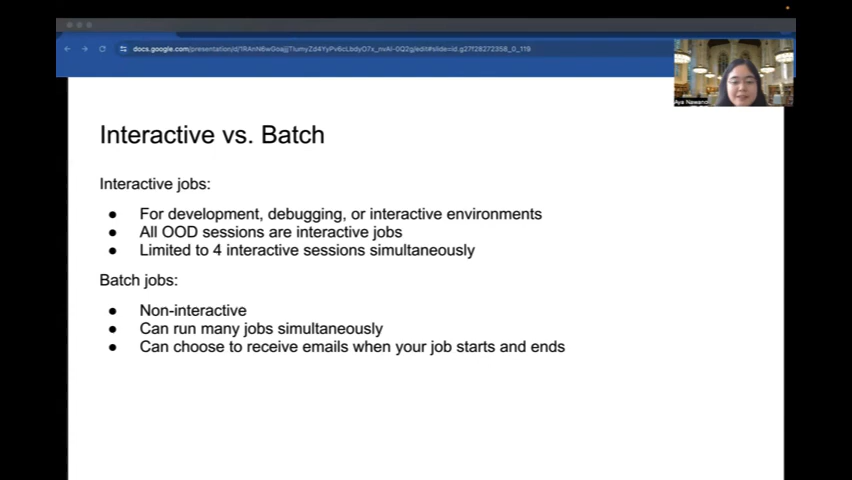 Interactive vs. Batch
Interactive jobs:
● For development, debugging, or interactive environments
● All OOD sessions are interactive jobs
● Limited to 4 interactive sessions simultaneously
Batch jobs:
● Non-interactive
● Can run many jobs simultaneously
● Can choose to receive emails when your job starts and ends